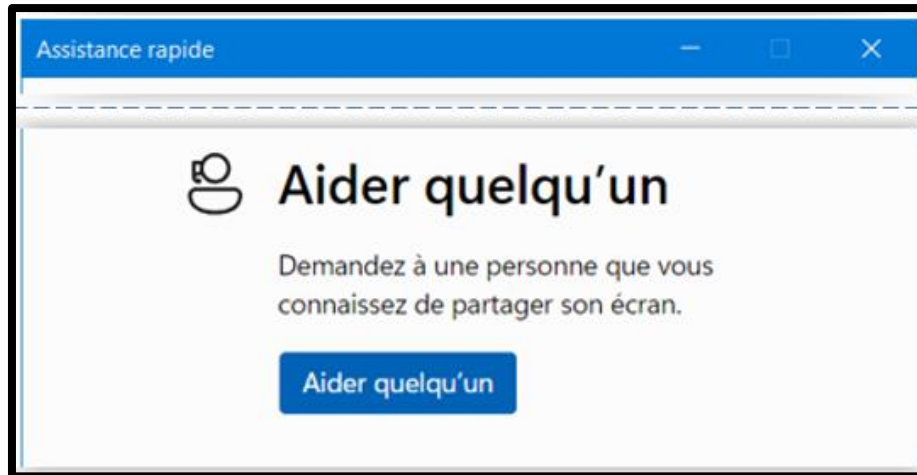 Assistance rapide
Aider quelqu’un
Demandez à une personne que vous
connaissez de partager son écran.
Aider quelqu’un